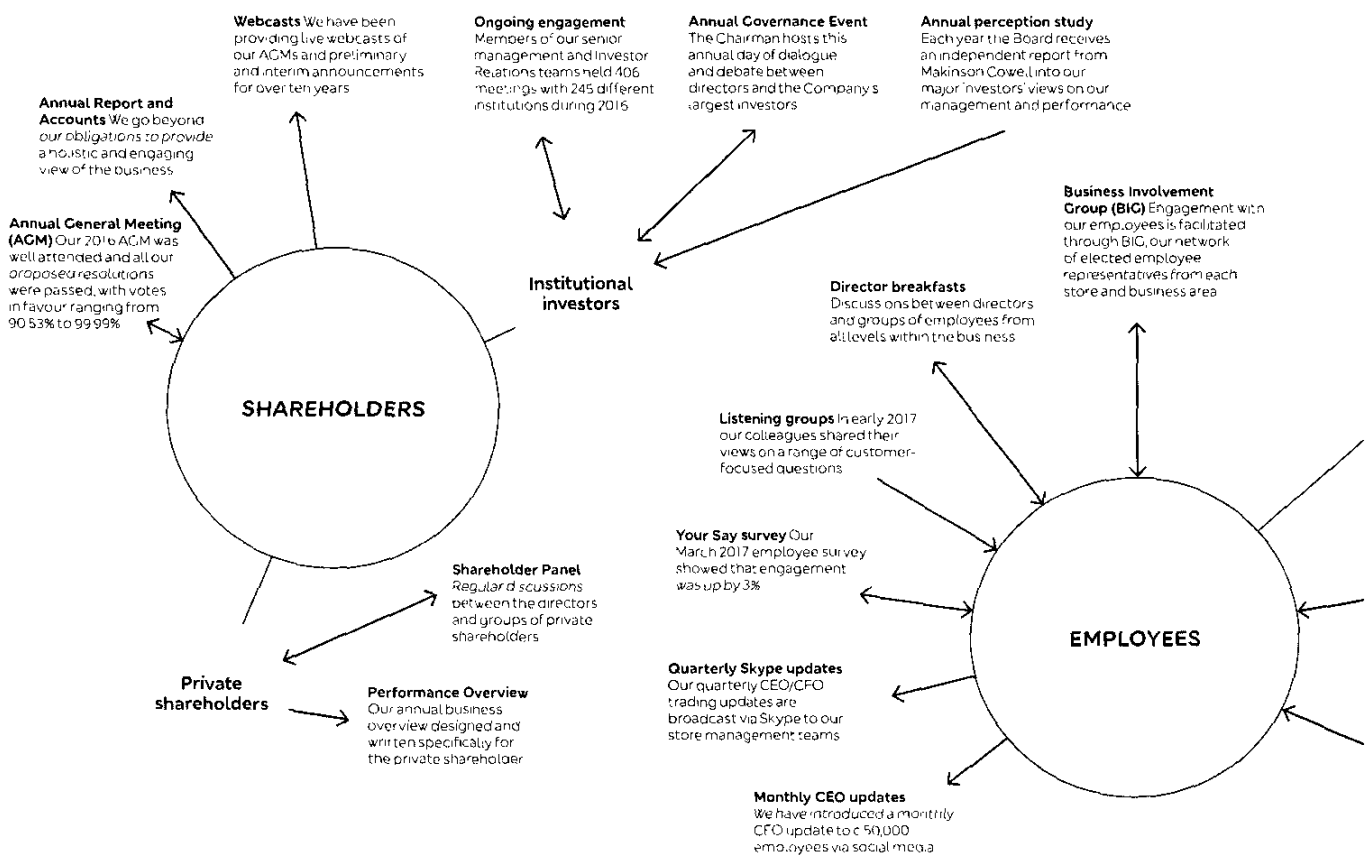 Webcasts We have been
providing live webcasts of
our AGMs and preliminary
and interim announcements
for over ten years
Ongoing engagement
Members of our senior
management and Investor
Relations teams held 406
meetings with 245 different
institutions during 2016
Annual Governance Event
The Chairman hosts this
annual day of dialogue
and debate between
directors and the Company's
largest investors
Annual perception study
Each year the Board receives
an independent report from
Makinson Cowell into our
major investors' views on our
management and performance
Annual Report and
Accounts We go beyond
our obligations to provide
a holistic and engaging
view of the business
Annual General Meeting
(AGM) Our 2016 AGM was
well attended and all our
proposed resolutions
were passed, with votes
in favour ranging from
90.53% to 99.99%
Institutional
investors
SHAREHOLDERS
Business Involvement
Group (BIG) Engagement with
our employees is facilitated
through BIG, our network
of elected employee
representatives from each
store and business area
Director breakfasts
Discussions between directors
and groups of employees from
all levels within the business
Listening groups In early 2017
our colleagues shared their
views on a range of customer-
focused questions
Your Say survey Our
March 2017 employee survey
showed that engagement
was up by 3%
Shareholder Panel
Regular discussions
between the directors
and groups of private
shareholders
EMPLOYEES
Private
shareholders
Performance Overview
Our annual business
overview designed and
written specifically for
the private shareholder
Quarterly Skype updates
Our quarterly CEO/CFO
trading updates are
broadcast via Skype to our
store management teams
Monthly CEO updates
We have introduced a monthly
CEO update to c.50,000
employees via social media